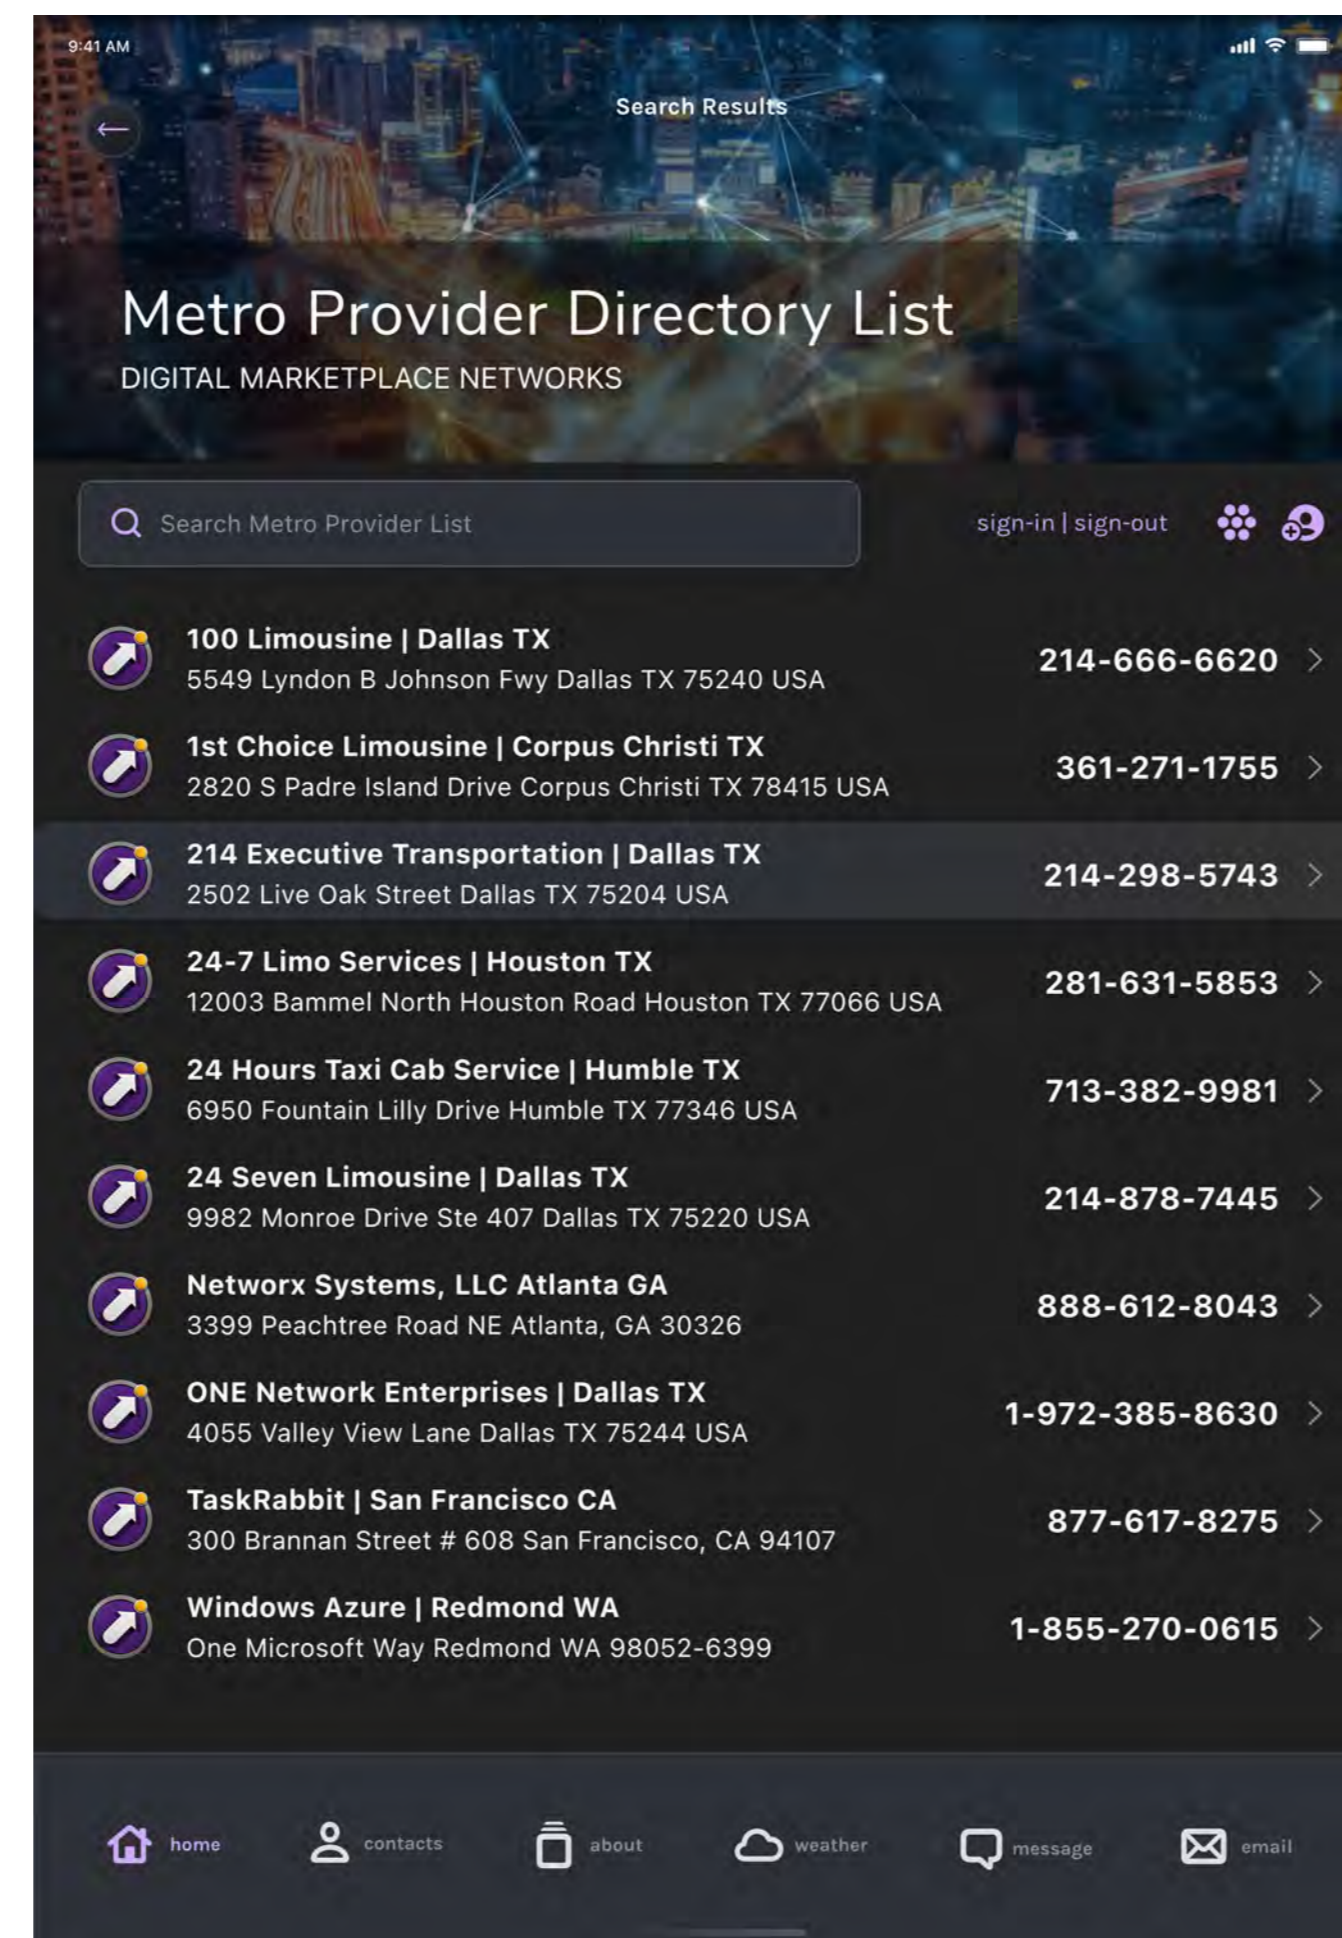 9:41 AM
Search Results
Metro Provider Directory List
DIGITAL MARKETPLACE NETWORKS
Search Metro Provider List
sign-in | sign-out
100 Limousine | Dallas TX
5549 Lyndon B Johnson Fwy Dallas TX 75240 USA
214-666-6620
1st Choice Limousine | Corpus Christi TX
2820 S Padre Island Drive Corpus Christi TX 78415 USA
361-271-1755
214 Executive Transportation | Dallas TX
2502 Live Oak Street Dallas TX 75204 USA
214-298-5743
24-7 Limo Services | Houston TX
12003 Bammel North Houston Road Houston TX 77066 USA
281-631-5853
24 Hours Taxi Cab Service | Humble TX
6950 Fountain Lilly Drive Humble TX 77346 USA
713-382-9981
24 Seven Limousine | Dallas TX
9982 Monroe Drive Ste 407 Dallas TX 75220 USA
214-878-7445
Networx Systems, LLC Atlanta GA
3399 Peachtree Road NE Atlanta, GA 30326
888-612-8043
ONE Network Enterprises | Dallas TX
4055 Valley View Lane Dallas TX 75244 USA
1-972-385-8630
TaskRabbit | San Francisco CA
300 Brannan Street # 608 San Francisco, CA 94107
877-617-8275
Windows Azure | Redmond WA
One Microsoft Way Redmond WA 98052-6399
1-855-270-0615
home
contacts
about
weather
message
email